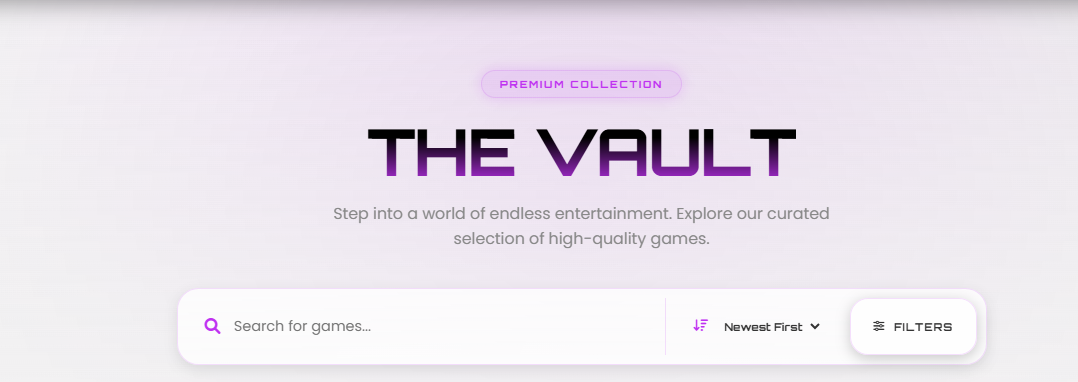 PREMIUM COLLECTION
THE VAULT
Step into a world of endless entertainment. Explore our curated
selection of high-quality games.
Search for games...
Newest First
FILTERS